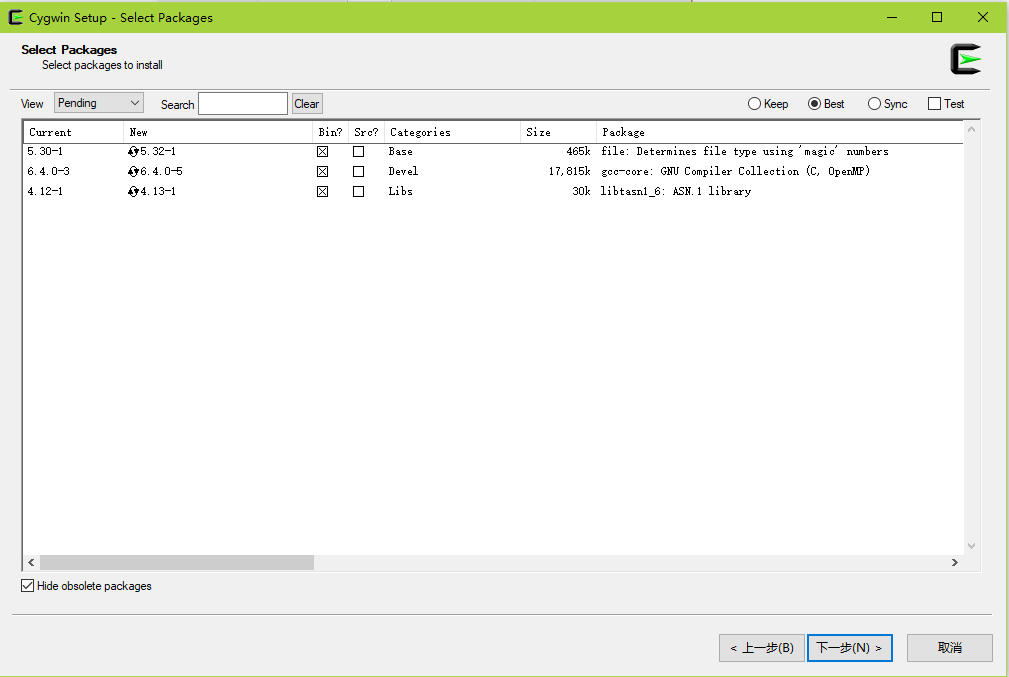 Cygwin Setup - Select Packages
Select Packages
Select packages to install
View Pending Search Clear Keep Best Sync Test
Current New Bin? Src? Categories Size Package
5.30-1 5.32-1 Base 465k file: Determines file type using 'magic' numbers
6.4.0-3 6.4.0-5 Devel 17,815k gcc-core: GNU Compiler Collection (C, OpenMP)
4.12-1 4.13-1 Libs 30k libtasn1_6: ASN.1 library
Hide obsolete packages
< 上一步(B) 下一步(N) > 取消